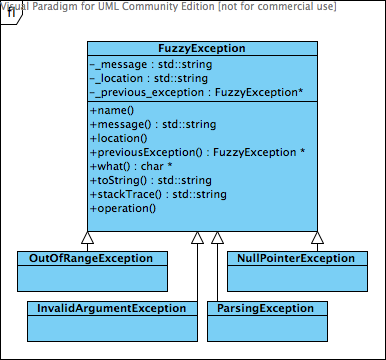 Visual Paradigm for UML Community Edition [not for commercial use]
fl
FuzzyException
-_message : std::string
-_location : std::string
-_previous_exception : FuzzyException*
+name()
+message() : std::string
+location()
+previousException() : FuzzyException *
+what() : char *
+toString() : std::string
+stackTrace() : std::string
+operation()
OutOfRangeException
NullPointerException
InvalidArgumentException
ParsingException